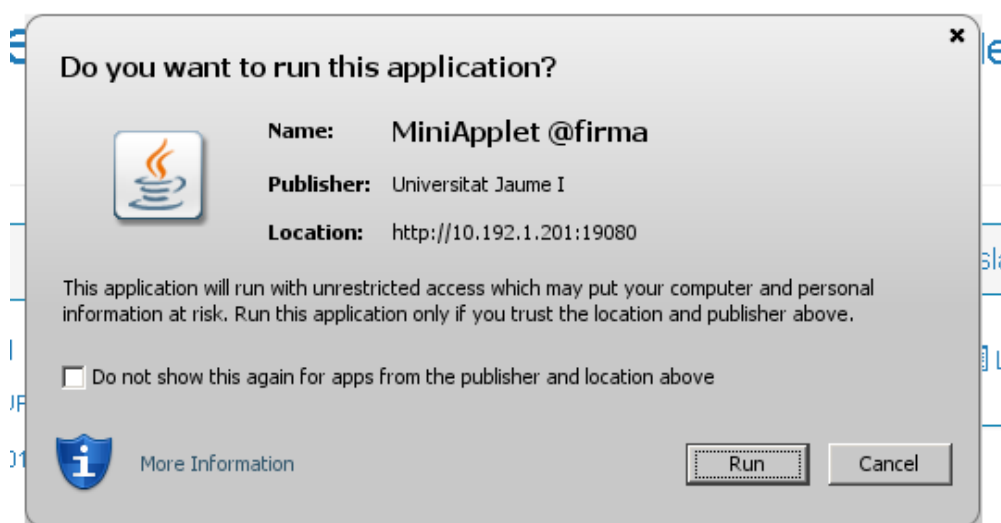 Do you want to run this application?
Name: MiniApplet @firma
Publisher: Universitat Jaume I
Location: http://10.192.1.201:19080
This application will run with unrestricted access which may put your computer and personal
information at risk. Run this application only if you trust the location and publisher above.
Do not show this again for apps from the publisher and location above
More Information
Run
Cancel